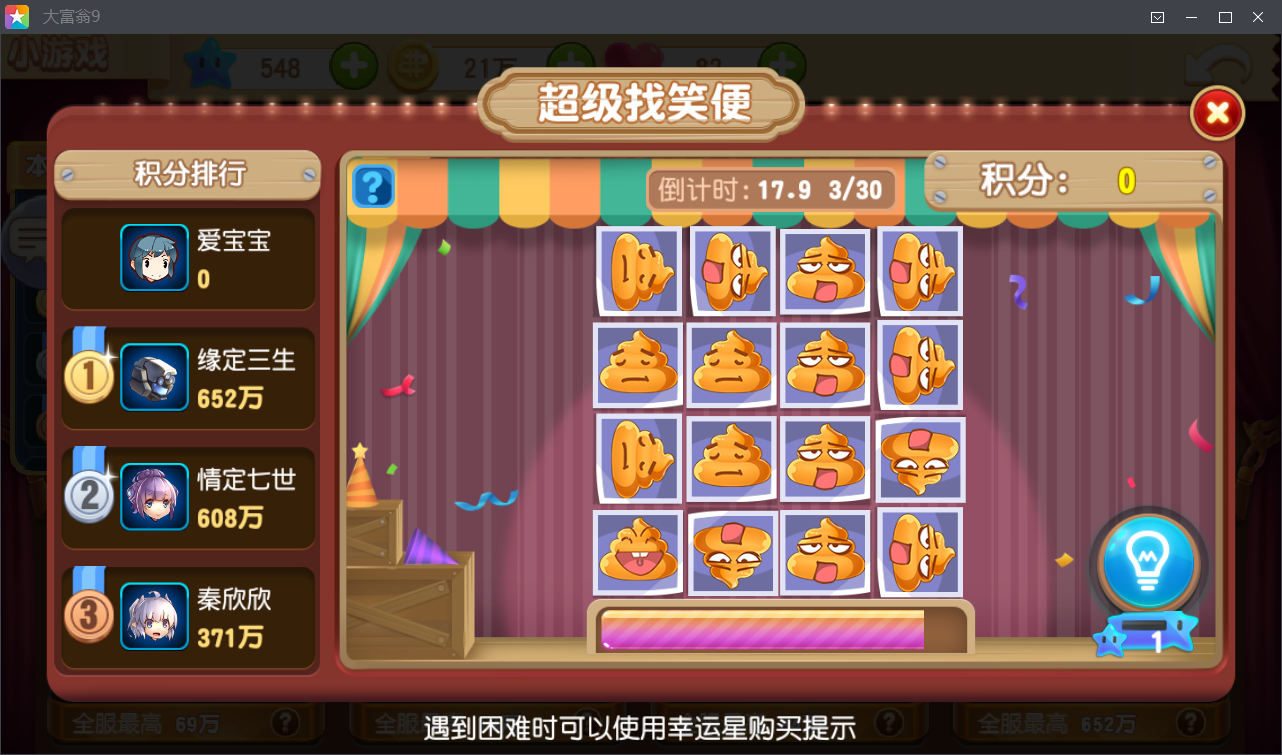 大富翁9
小游戏
548
21万
82
超级找笑便
积分排行
倒计时:17.9 3/30
积分: 0
爱宝宝
0
1
缘定三生
652万
2
情定七世
608万
3
秦欣欣
371万
1
全服最高 69万
全服最高 652万
遇到困难时可以使用幸运星购买提示